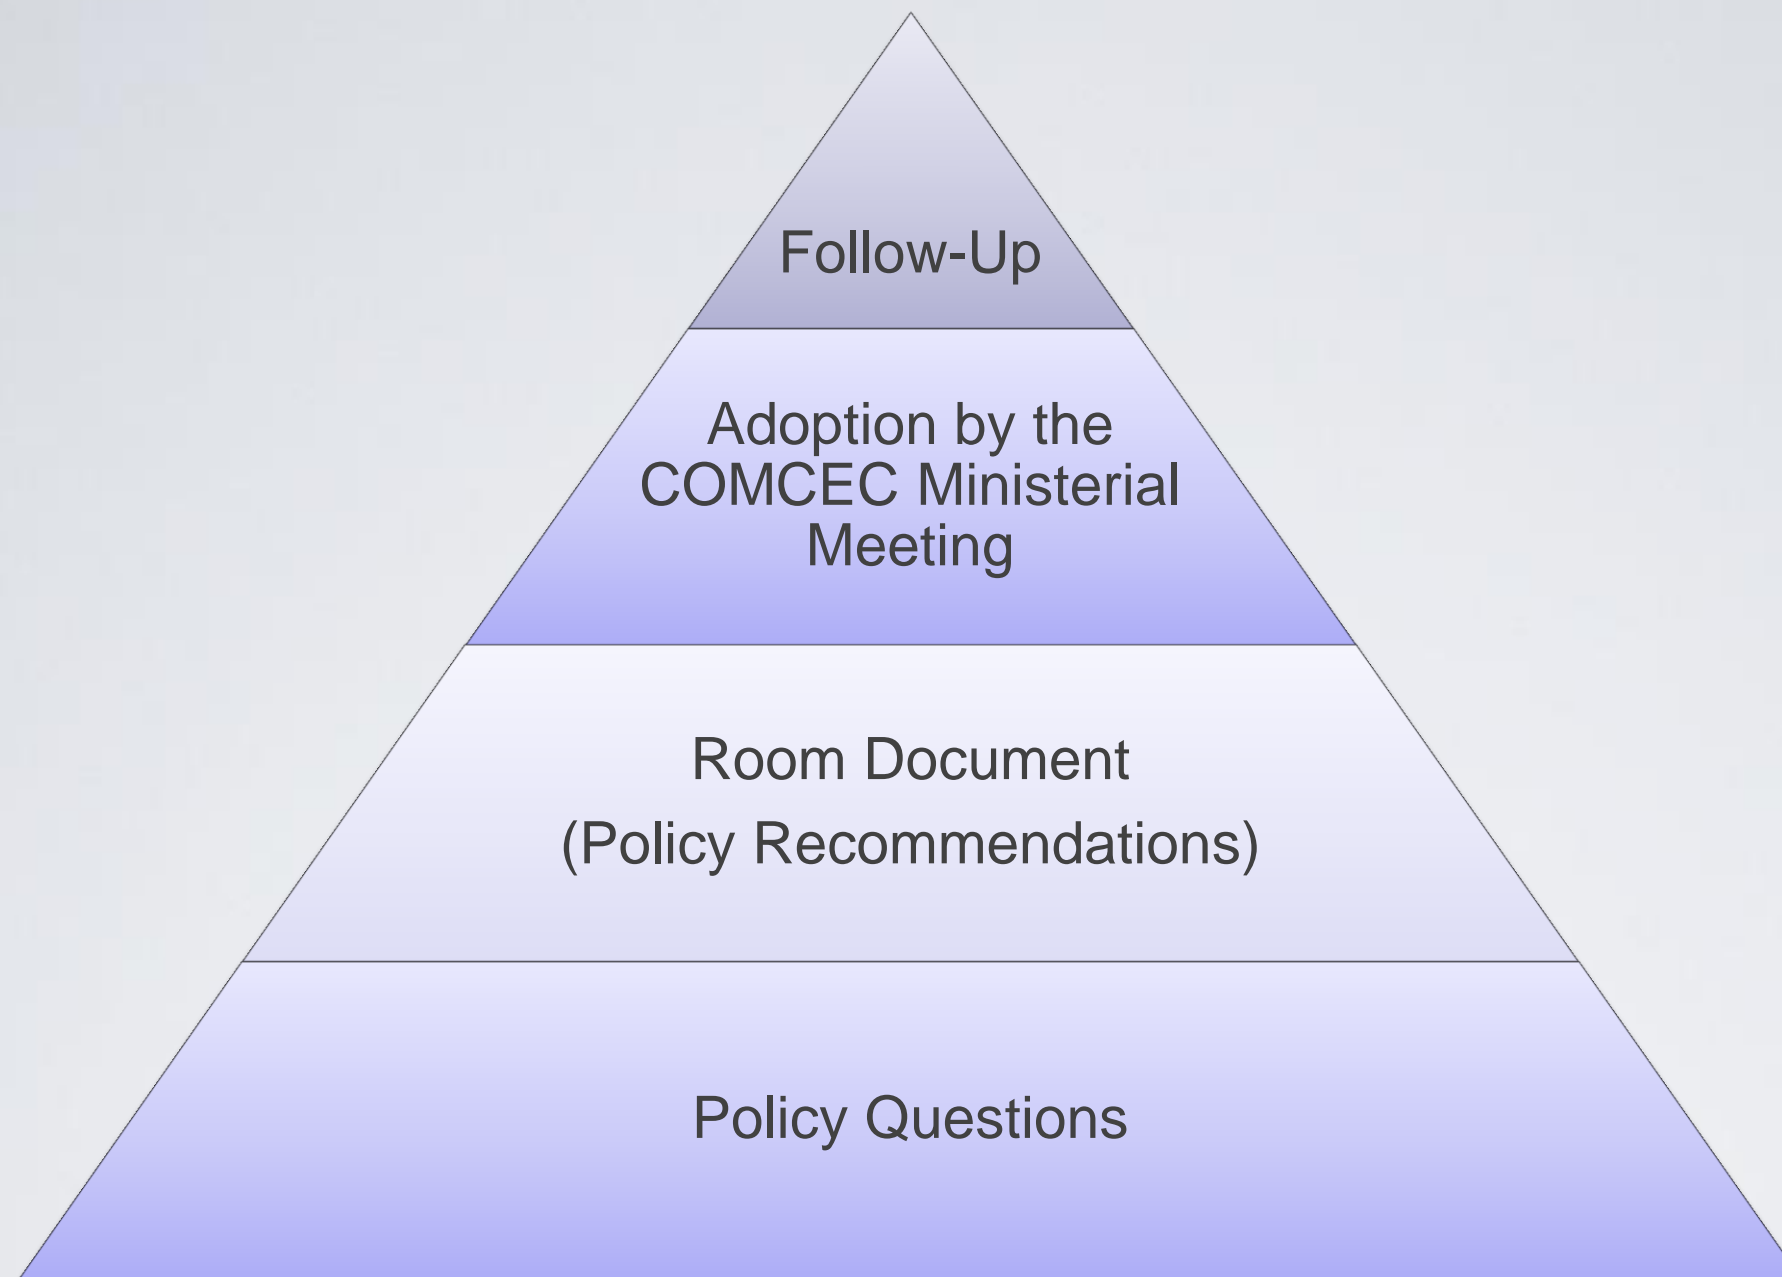 Follow-Up
Adoption by the
COMCEC Ministerial
Meeting
Room Document
(Policy Recommendations)
Policy Questions